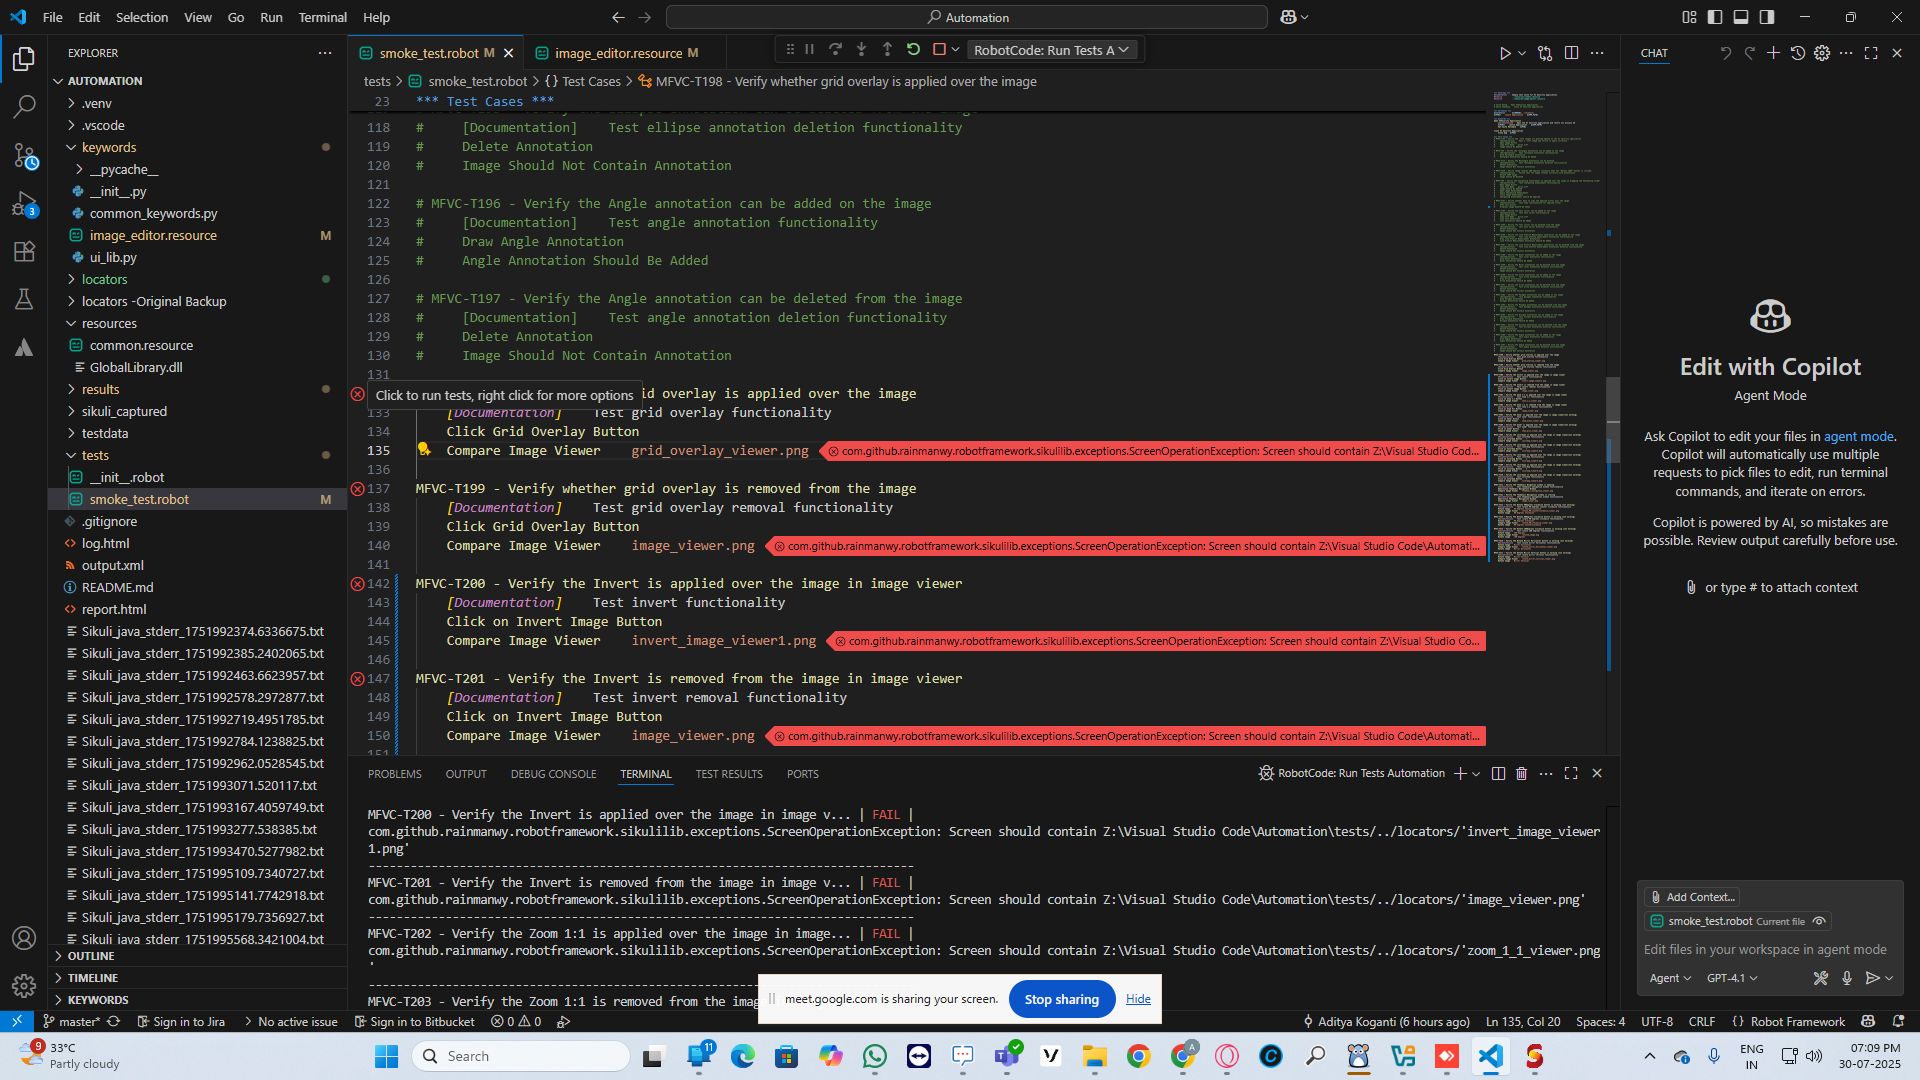 File Edit Selection View Go Run Terminal Help
Automation
EXPLORER
AUTOMATION
.venv
.vscode
keywords
__pycache__
__init__.py
common_keywords.py
image_editor.resource M
ui_lib.py
locators
locators -Original Backup
resources
common.resource
GlobalLibrary.dll
results
sikuli_captured
testdata
tests
__init__.robot
smoke_test.robot M
.gitignore
log.html
output.xml
README.md
report.html
Sikuli_java_stderr_1751992374.6336675.txt
Sikuli_java_stderr_1751992385.2402065.txt
Sikuli_java_stderr_1751992463.6623957.txt
Sikuli_java_stderr_1751992578.2972877.txt
Sikuli_java_stderr_1751992719.4951785.txt
Sikuli_java_stderr_1751992784.1238825.txt
Sikuli_java_stderr_1751992962.0528545.txt
Sikuli_java_stderr_1751993071.520117.txt
Sikuli_java_stderr_1751993167.4059749.txt
Sikuli_java_stderr_1751993277.538385.txt
Sikuli_java_stderr_1751993470.5277982.txt
Sikuli_java_stderr_1751995109.7340727.txt
Sikuli_java_stderr_1751995141.7742918.txt
Sikuli_java_stderr_1751995179.7356927.txt
Sikuli_java_stderr_1751995568.3421004.txt
OUTLINE
TIMELINE
KEYWORDS
smoke_test.robot M
image_editor.resource M
RobotCode: Run Tests A
tests > smoke_test.robot > {} Test Cases > MFVC-T198 - Verify whether grid overlay is applied over the image
23 *** Test Cases ***
118 # [Documentation] Test ellipse annotation deletion functionality
119 # Delete Annotation
120 # Image Should Not Contain Annotation
121
122 # MFVC-T196 - Verify the Angle annotation can be added on the image
123 # [Documentation] Test angle annotation functionality
124 # Draw Angle Annotation
125 # Angle Annotation Should Be Added
126
127 # MFVC-T197 - Verify the Angle annotation can be deleted from the image
128 # [Documentation] Test angle annotation deletion functionality
129 # Delete Annotation
130 # Image Should Not Contain Annotation
131
Click to run tests, right click for more options
id overlay is applied over the image
133 [Documentation] Test grid overlay functionality
134 Click Grid Overlay Button
135 Compare Image Viewer grid_overlay_viewer.png com.github.rainmanwy.robotframework.sikulilib.exceptions.ScreenOperationException: Screen should contain Z:\Visual Studio Cod...
136
137 MFVC-T199 - Verify whether grid overlay is removed from the image
138 [Documentation] Test grid overlay removal functionality
139 Click Grid Overlay Button
140 Compare Image Viewer image_viewer.png com.github.rainmanwy.robotframework.sikulilib.exceptions.ScreenOperationException: Screen should contain Z:\Visual Studio Code\Automati...
141
142 MFVC-T200 - Verify the Invert is applied over the image in image viewer
143 [Documentation] Test invert functionality
144 Click on Invert Image Button
145 Compare Image Viewer invert_image_viewer1.png com.github.rainmanwy.robotframework.sikulilib.exceptions.ScreenOperationException: Screen should contain Z:\Visual Studio Co...
146
147 MFVC-T201 - Verify the Invert is removed from the image in image viewer
148 [Documentation] Test invert removal functionality
149 Click on Invert Image Button
150 Compare Image Viewer image_viewer.png com.github.rainmanwy.robotframework.sikulilib.exceptions.ScreenOperationException: Screen should contain Z:\Visual Studio Code\Automati...
151
PROBLEMS OUTPUT DEBUG CONSOLE TERMINAL TEST RESULTS PORTS
RobotCode: Run Tests Automation
MFVC-T200 - Verify the Invert is applied over the image in image v... | FAIL |
com.github.rainmanwy.robotframework.sikulilib.exceptions.ScreenOperationException: Screen should contain Z:\Visual Studio Code\Automation\tests/../locators/'invert_image_viewer
1.png'
------------------------------------------------------------------------------
MFVC-T201 - Verify the Invert is removed from the image in image v... | FAIL |
com.github.rainmanwy.robotframework.sikulilib.exceptions.ScreenOperationException: Screen should contain Z:\Visual Studio Code\Automation\tests/../locators/'image_viewer.png'
------------------------------------------------------------------------------
MFVC-T202 - Verify the Zoom 1:1 is applied over the image in image... | FAIL |
com.github.rainmanwy.robotframework.sikulilib.exceptions.ScreenOperationException: Screen should contain Z:\Visual Studio Code\Automation\tests/../locators/'zoom_1_1_viewer.png
'
------------------------------------------------------------------------------
MFVC-T203 - Verify the Zoom 1:1 is removed from the imag
meet.google.com is sharing your screen.
Stop sharing
Hide
CHAT
Edit with Copilot
Agent Mode
Ask Copilot to edit your files in agent mode.
Copilot will automatically use multiple
requests to pick files to edit, run terminal
commands, and iterate on errors.
Copilot is powered by AI, so mistakes are
possible. Review output carefully before use.
or type # to attach context
Add Context...
smoke_test.robot Current file
Edit files in your workspace in agent mode
Agent GPT-4.1
master* Sign in to Jira No active issue Sign in to Bitbucket 0 0
Aditya Koganti (6 hours ago) Ln 135, Col 20 Spaces: 4 UTF-8 CRLF {} Robot Framework
9
33°C
Partly cloudy
Search
11
ENG
IN
07:09 PM
30-07-2025